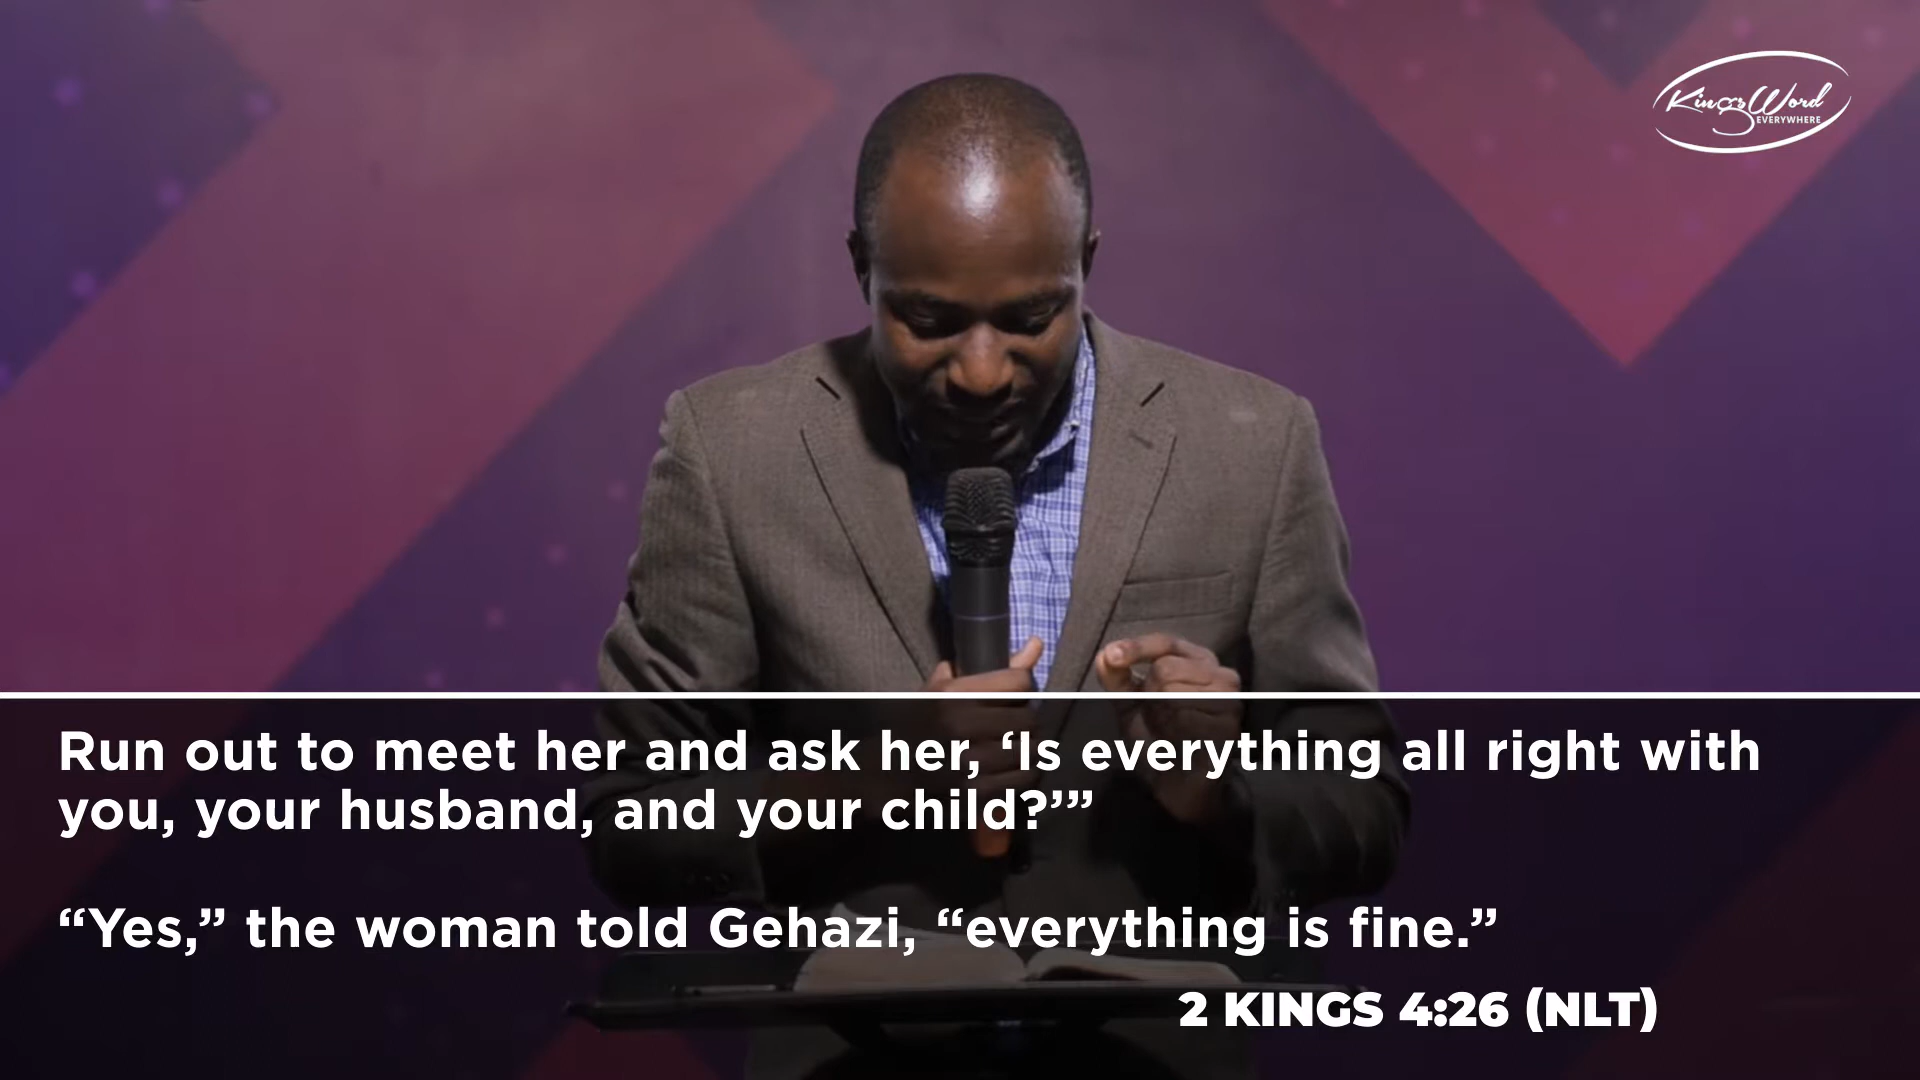 KingsWord
EVERYWHERE
Run out to meet her and ask her, ‘Is everything all right with
you, your husband, and your child?’”
“Yes,” the woman told Gehazi, “everything is fine.”
2 KINGS 4:26 (NLT)